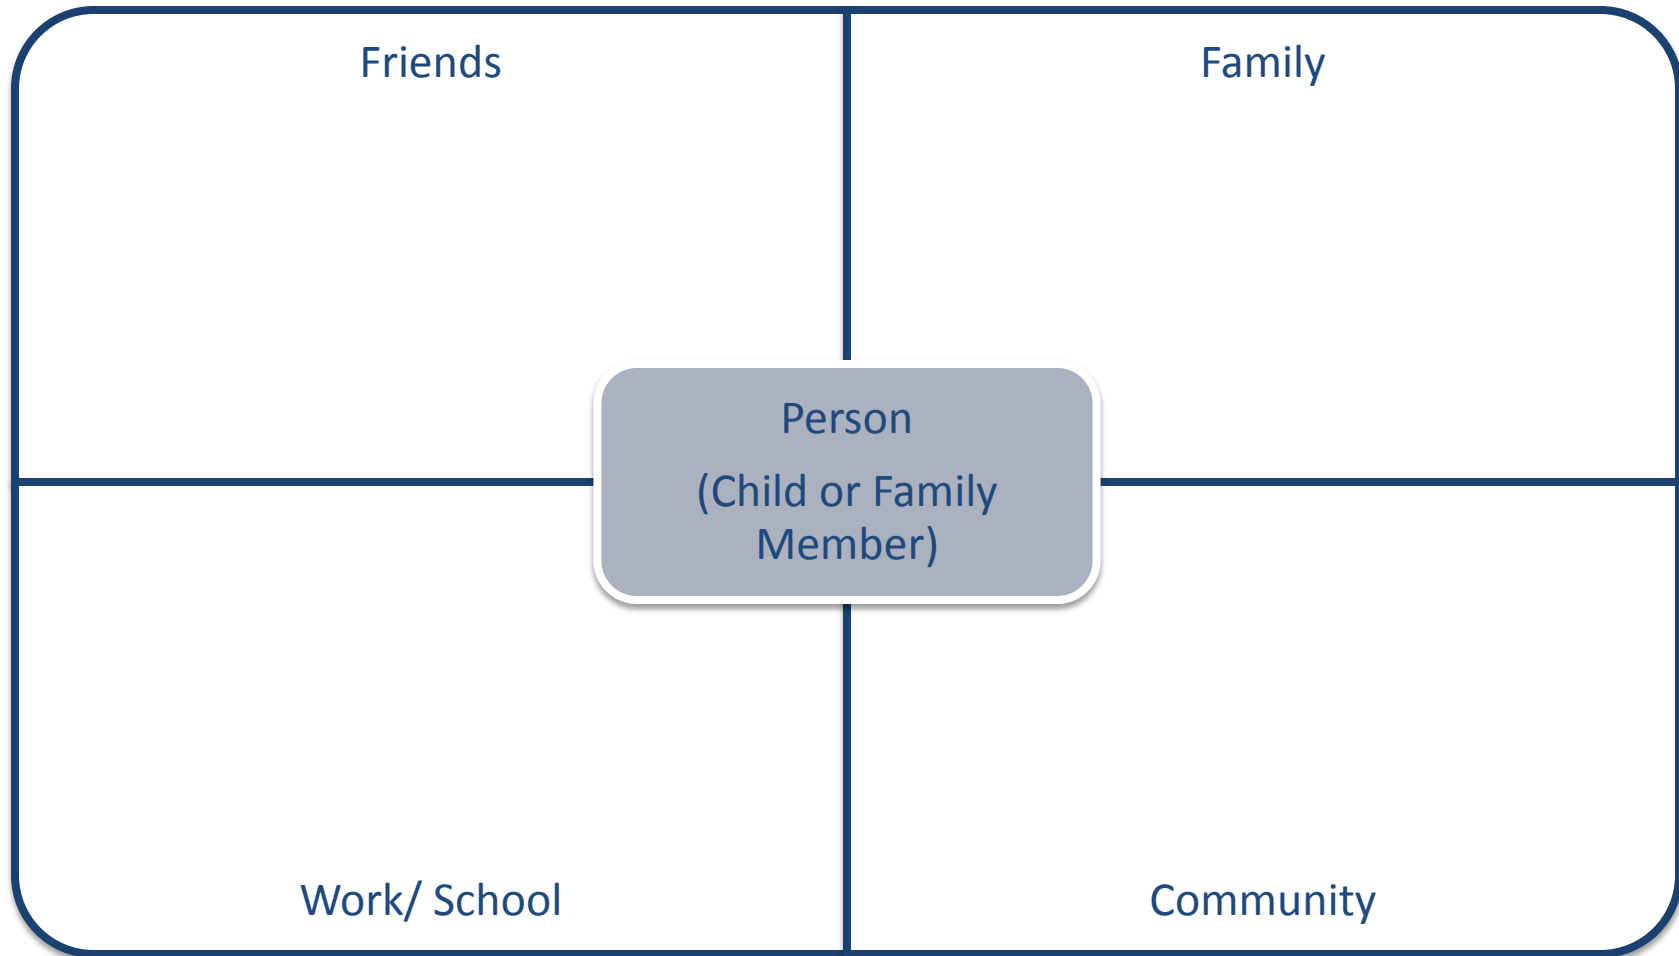 Friends
Family
Person
(Child or Family
Member)
Work/ School
Community